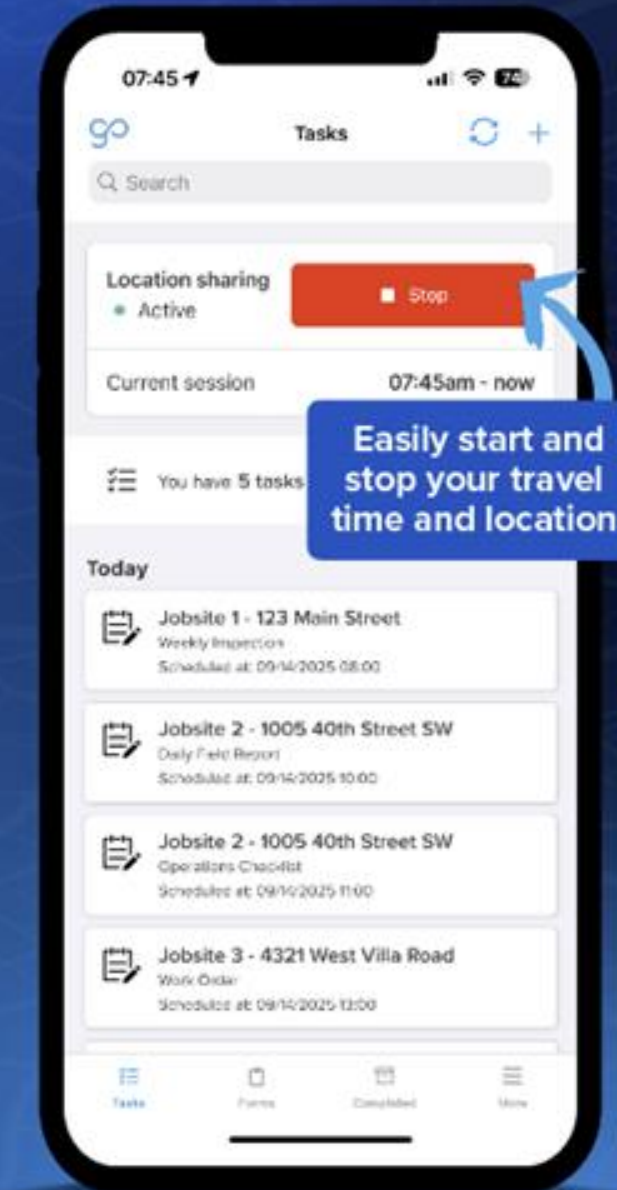 07:45
74
go
Tasks
Search
Location sharing
Active
Stop
Current session
07:45am - now
Easily start and
stop your travel
time and location
You have 5 tasks
Today
Jobsite 1 - 123 Main Street
Weekly Inspection
Scheduled at: 09/14/2025 08:00
Jobsite 2 - 1005 40th Street SW
Daily Field Report
Scheduled at: 09/14/2025 10:00
Jobsite 2 - 1005 40th Street SW
Operations Checklist
Scheduled at: 09/14/2025 11:00
Jobsite 3 - 4321 West Villa Road
Work Order
Scheduled at: 09/14/2025 13:00
Tasks
Forms
Completed
More